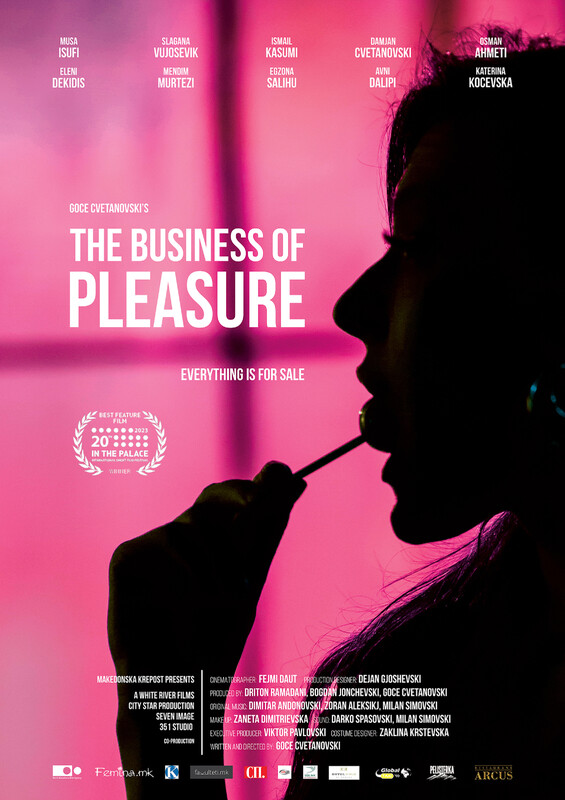 MUSA
ISUFI
SLAGANA
VUJOSEVIK
ISMAIL
KASUMI
DAMJAN
CVETANOVSKI
OSMAN
AHMETI
ELENI
DEKIDIS
MENDIM
MURTEZI
EGZONA
SALIHU
AVNI
DALIPI
KATERINA
KOCEVSKA
GOCE CVETANOVSKI'S
THE BUSINESS OF
PLEASURE
EVERYTHING IS FOR SALE
BEST FEATURE
FILM
2023
20TH
IN THE PALACE
MAKEDONSKA KREPOST PRESENTS
A WHITE RIVER FILMS
CITY STAR PRODUCTION
SEVEN IMAGE
351 STUDIO
CO-PRODUCTION
CINEMATOGRAPHER: FEJMI DAUT PRODUCTION DESIGNER: DEJAN GJOSHEVSKI
PRODUCED BY: DRITON RAMADANI, BOGDAN JONCHEVSKI, GOCE CVETANOVSKI
ORIGINAL MUSIC: DIMITAR ANDONOVSKI, ZORAN ALEKSIKJ, MILAN SIMOVSKI
MAKEUP: ZANETA DIMITRIEVSKA SOUND: DARKO SPASOVSKI, MILAN SIMOVSKI
EXECUTIVE PRODUCER: VIKTOR PAVLOVSKI COSTUME DESIGNER: ZAKLINA KRSTEVSKA
WRITTEN AND DIRECTED BY: GOCE CVETANOVSKI
Femina.mk
K
fakulteti.mk
Global
PELISTERKA
RESTAURANT
ARCUS